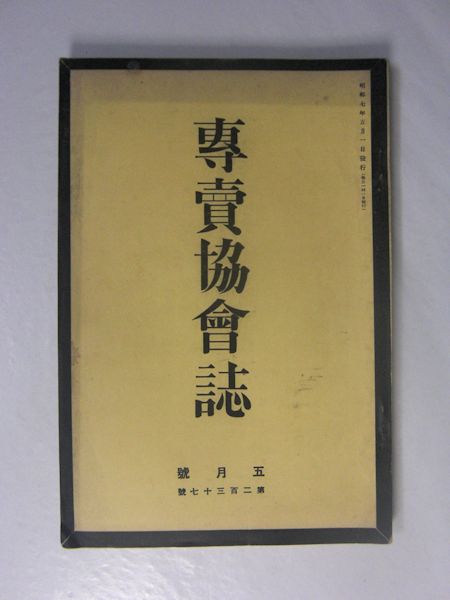 昭和七年五月一日發行
專賣協會誌
五月號
第二百三十七號